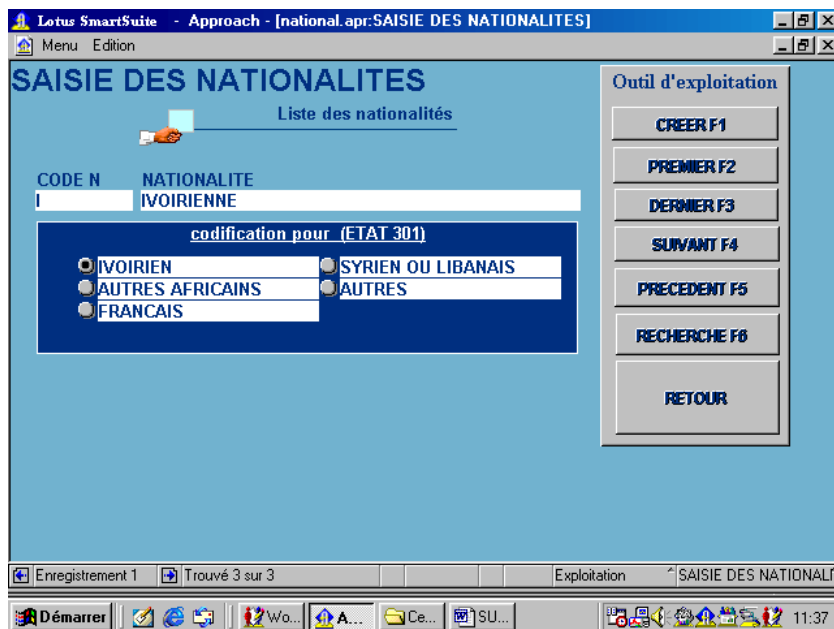 Lotus SmartSuite - Approach - [national.apr:SAISIE DES NATIONALITES]
Menu Edition
SAISIE DES NATIONALITES
Liste des nationalités
CODE N NATIONALITE
I IVOIRIENNE
codification pour (ETAT 301)
IVOIRIEN SYRIEN OU LIBANAIS
AUTRES AFRICAINS AUTRES
FRANCAIS
Outil d'exploitation
CREER F1
PREMIER F2
DERNIER F3
SUIVANT F4
PRECEDENT F5
RECHERCHE F6
RETOUR
Enregistrement 1 Trouvé 3 sur 3 Exploitation SAISIE DES NATIONALI
Démarrer Wo... A... Ce... SU... 11:37